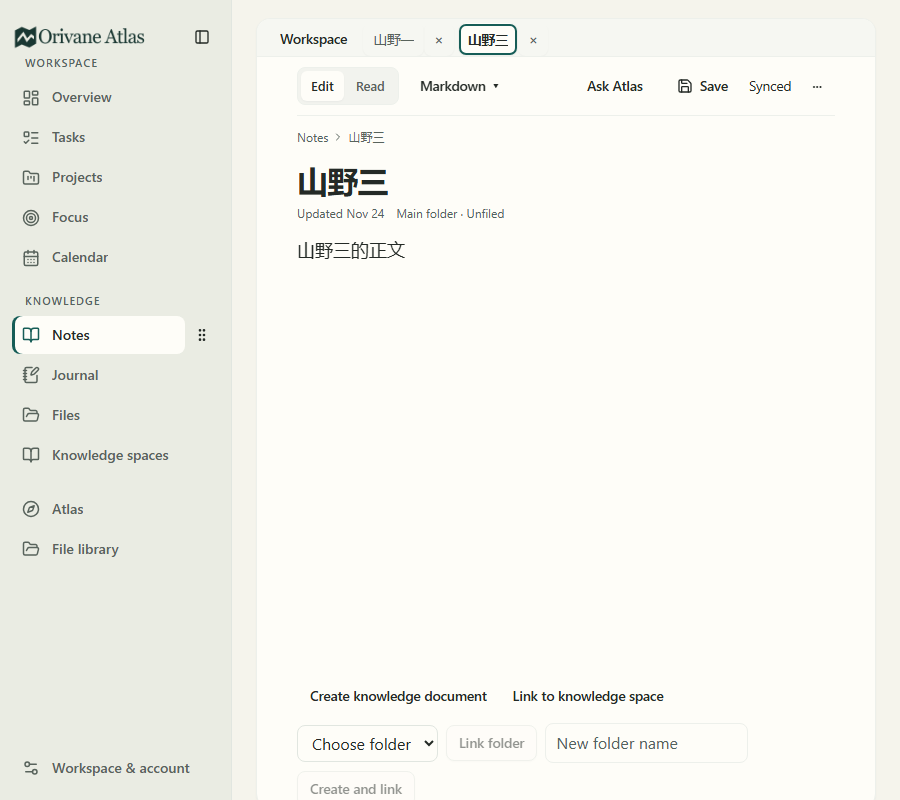 Orivane Atlas
WORKSPACE
Overview
Tasks
Projects
Focus
Calendar
KNOWLEDGE
Notes
Journal
Files
Knowledge spaces
Atlas
File library
Workspace & account
Workspace 山野一 × 山野三 ×
Edit Read Markdown ▾ Ask Atlas Save Synced ···
Notes › 山野三
山野三
Updated Nov 24 Main folder · Unfiled
山野三的正文
Create knowledge document Link to knowledge space
Choose folder Link folder New folder name
Create and link